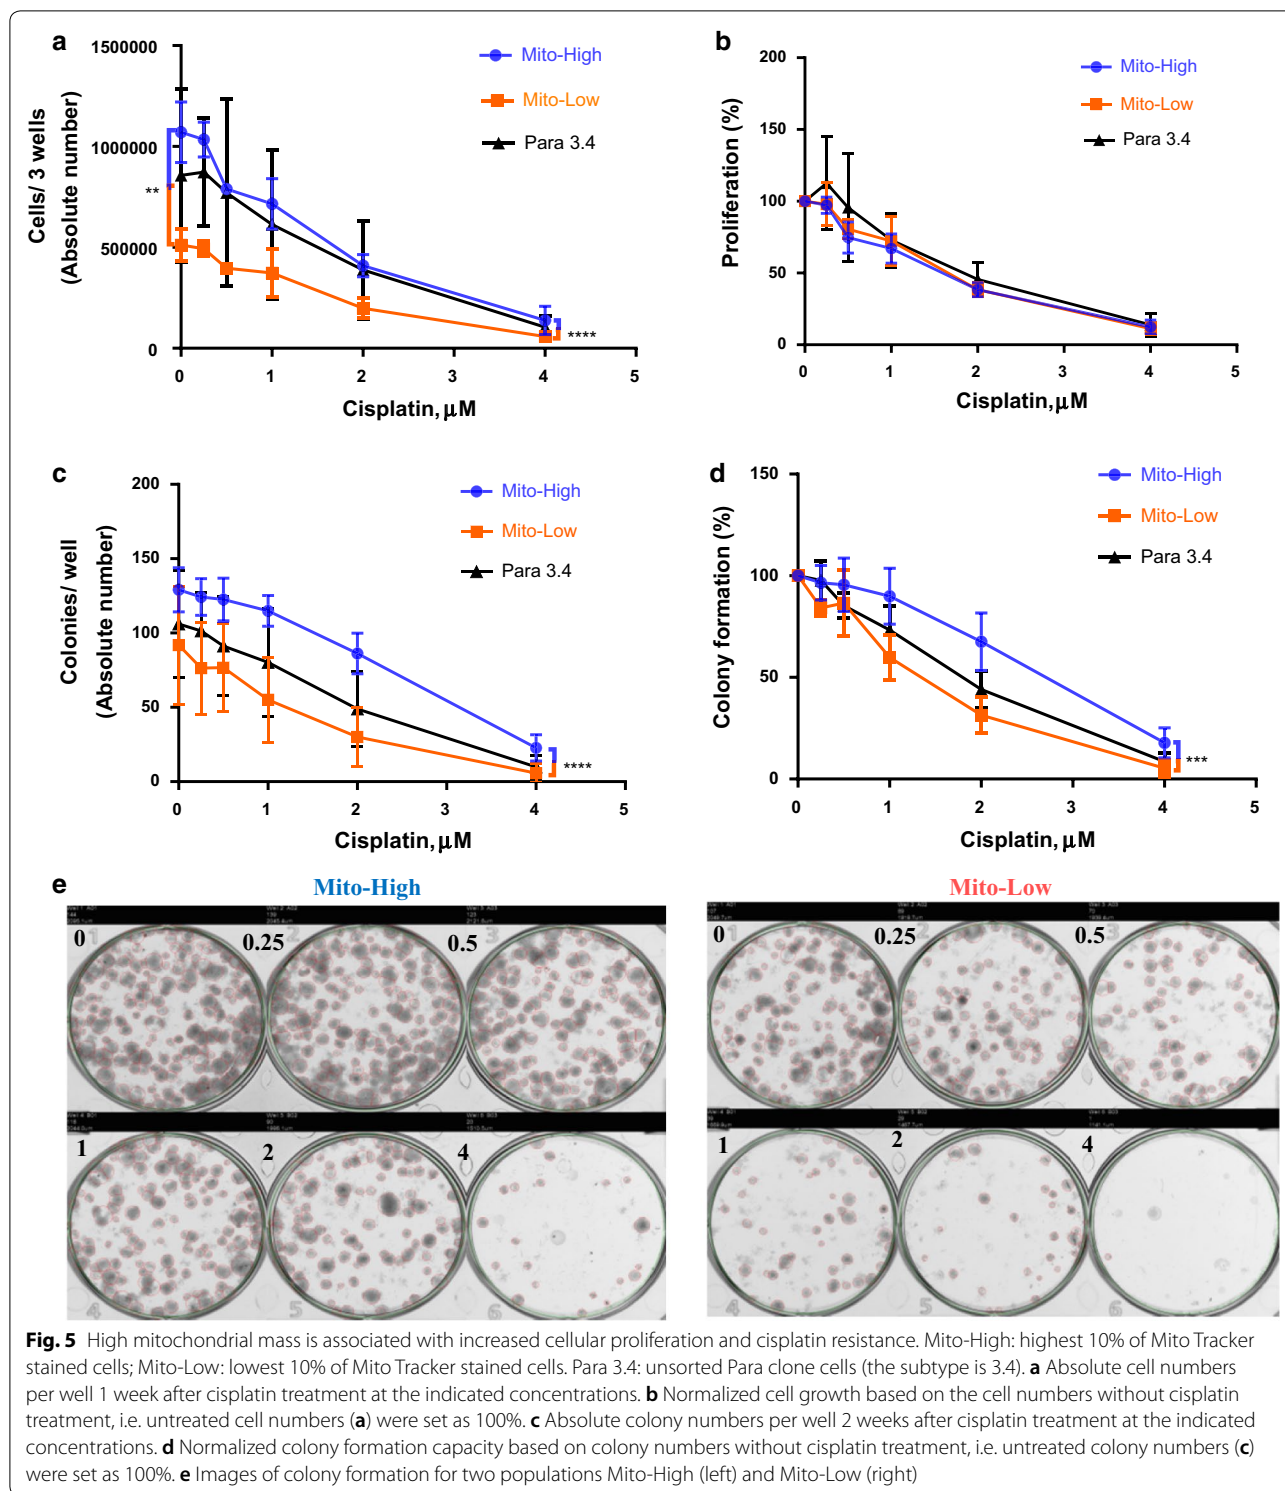 a
1500000
1000000
500000
0
Cells/ 3 wells
(Absolute number)
**
Mito-High
Mito-Low
Para 3.4
****
0 1 2 3 4 5
Cisplatin, μM
b
200
150
100
50
0
Proliferation (%)
Mito-High
Mito-Low
Para 3.4
0 1 2 3 4 5
Cisplatin, μM
c
200
150
100
50
0
Colonies/ well
(Absolute number)
Mito-High
Mito-Low
Para 3.4
****
0 1 2 3 4 5
Cisplatin, μM
d
150
100
50
0
Colony formation (%)
Mito-High
Mito-Low
Para 3.4
***
0 1 2 3 4 5
Cisplatin, μM
e
Mito-High
0 0.25 0.5
1 2 4
Mito-Low
0 0.25 0.5
1 2 4
Fig. 5 High mitochondrial mass is associated with increased cellular proliferation and cisplatin resistance. Mito-High: highest 10% of Mito Tracker
stained cells; Mito-Low: lowest 10% of Mito Tracker stained cells. Para 3.4: unsorted Para clone cells (the subtype is 3.4). a Absolute cell numbers
per well 1 week after cisplatin treatment at the indicated concentrations. b Normalized cell growth based on the cell numbers without cisplatin
treatment, i.e. untreated cell numbers (a) were set as 100%. c Absolute colony numbers per well 2 weeks after cisplatin treatment at the indicated
concentrations. d Normalized colony formation capacity based on colony numbers without cisplatin treatment, i.e. untreated colony numbers (c)
were set as 100%. e Images of colony formation for two populations Mito-High (left) and Mito-Low (right)